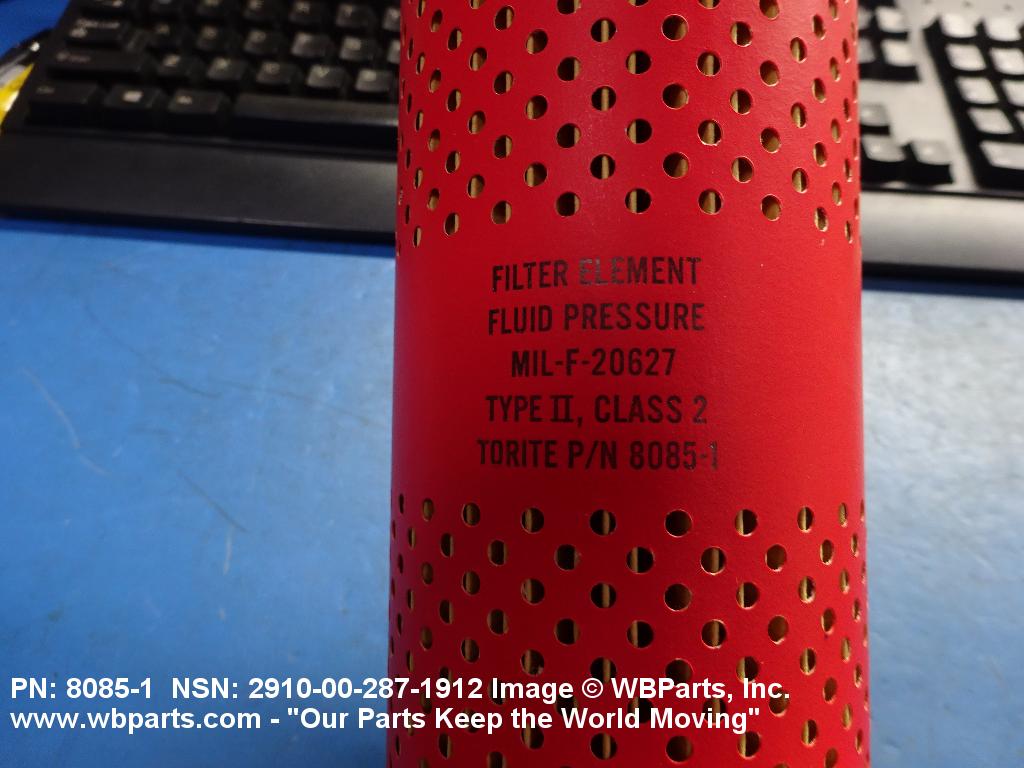 FILTER ELEMENT
FLUID PRESSURE
MIL-F-20627
TYPE II, CLASS 2
TORITE P/N 8085-1
PN: 8085-1  NSN: 2910-00-287-1912 Image © WBParts, Inc.
www.wbparts.com - "Our Parts Keep the World Moving"